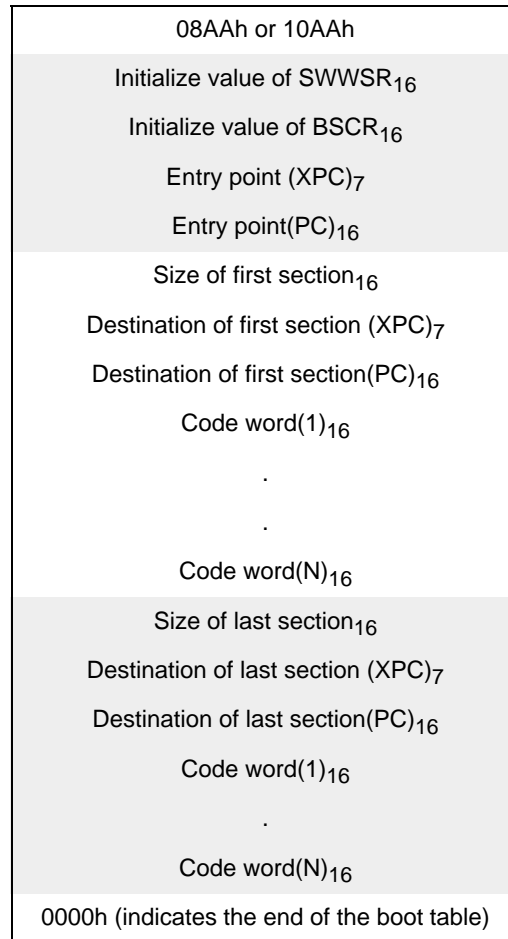 08AAh or 10AAh
Initialize value of SWWSR16
Initialize value of BSCR16
Entry point (XPC)7
Entry point(PC)16
Size of first section16
Destination of first section (XPC)7
Destination of first section(PC)16
Code word(1)16
.
.
Code word(N)16
Size of last section16
Destination of last section (XPC)7
Destination of last section(PC)16
Code word(1)16
.
Code word(N)16
0000h (indicates the end of the boot table)